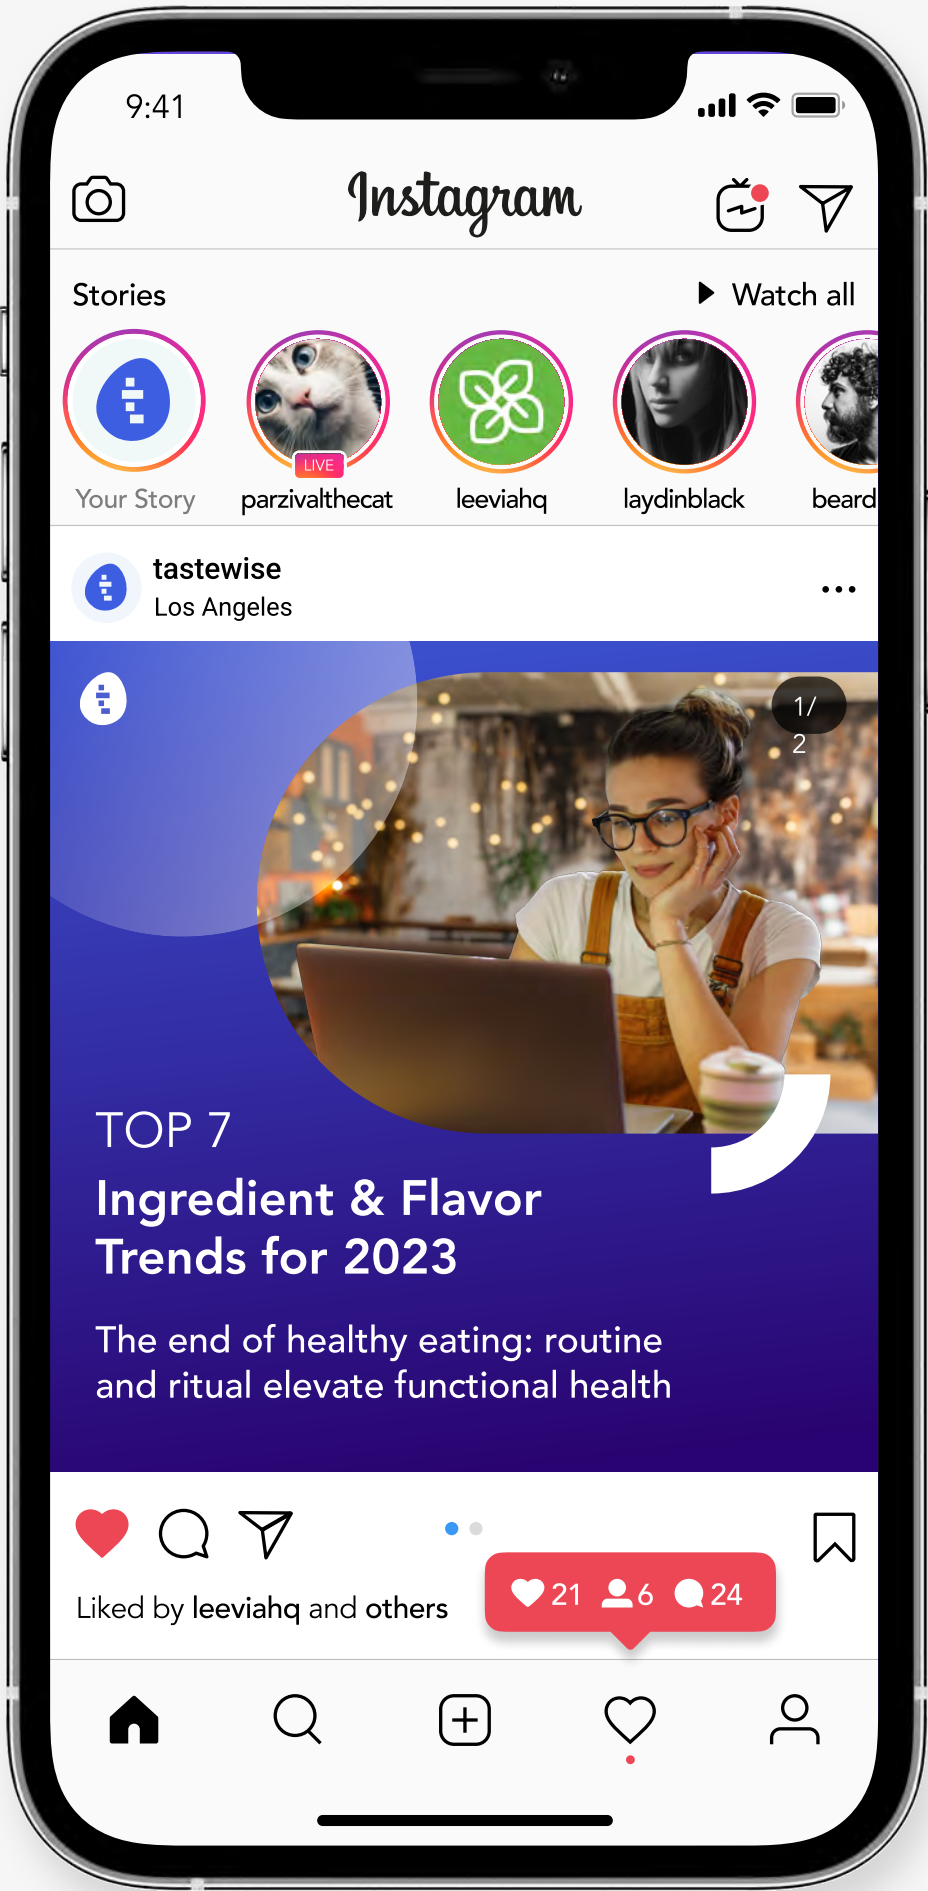 9:41
Instagram
Stories
Watch all
LIVE
Your Story
parzivalthecat
leeviahq
laydinblack
beard
tastewise
Los Angeles
1/
2
TOP 7
Ingredient & Flavor
Trends for 2023
The end of healthy eating: routine
and ritual elevate functional health
Liked by leeviahq and others
21 6 24